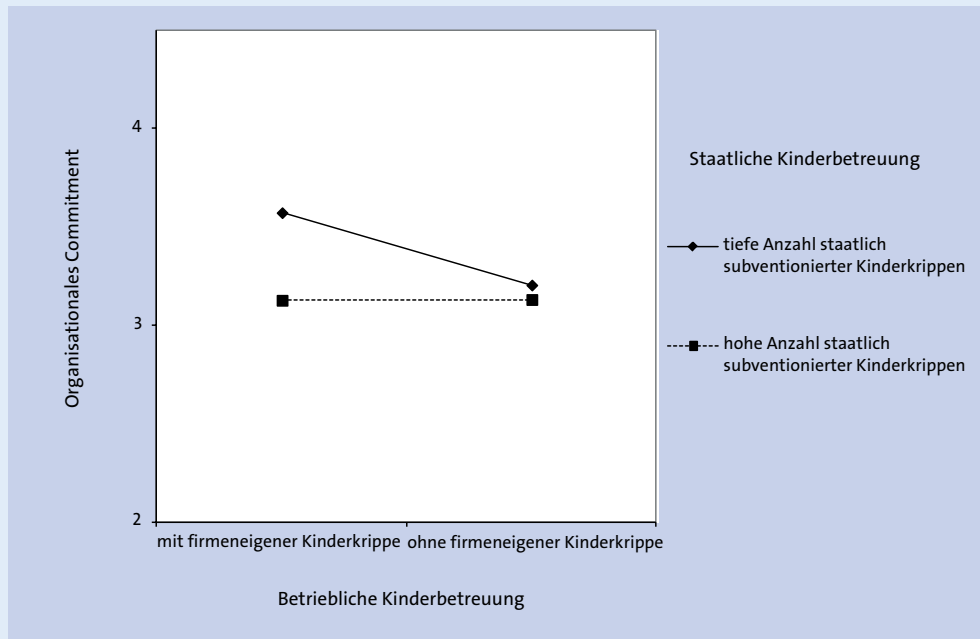 Organisationales Commitment
4
3
2
mit firmeneigener Kinderkrippe
ohne firmeneigener Kinderkrippe
Betriebliche Kinderbetreuung
Staatliche Kinderbetreuung
tiefe Anzahl staatlich
subventionierter Kinderkrippen
hohe Anzahl staatlich
subventionierter Kinderkrippen